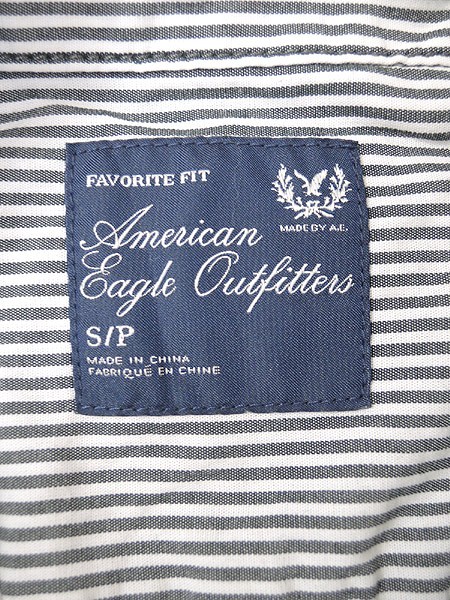 FAVORITE FIT
MADE BY A.E.
American
Eagle Outfitters
S/P
MADE IN CHINA
FABRIQUÉ EN CHINE